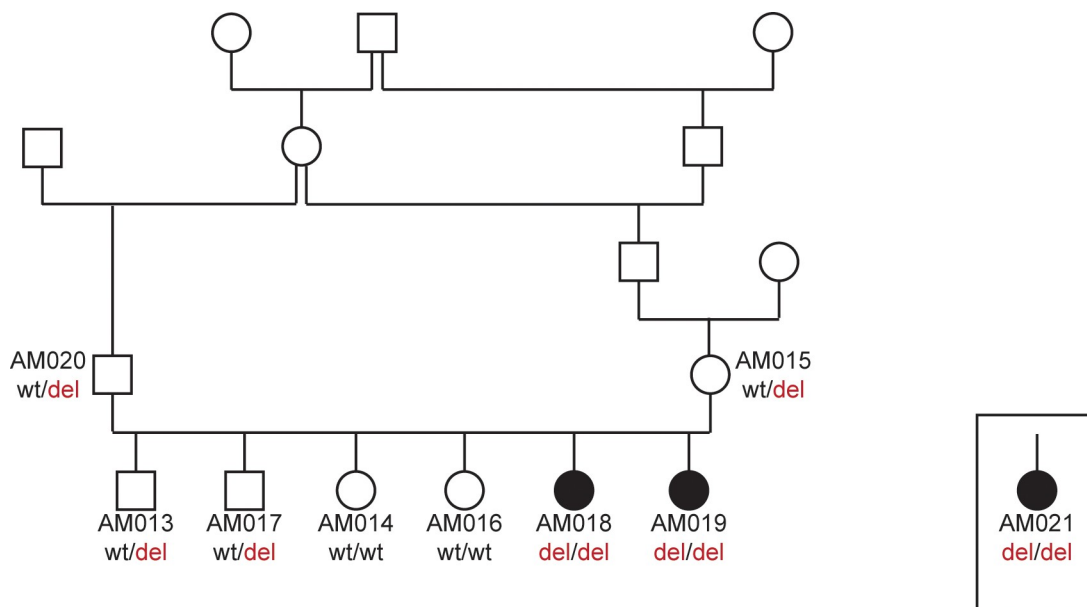 AM020
wt/del
AM015
wt/del
AM013
wt/del
AM017
wt/del
AM014
wt/wt
AM016
wt/wt
AM018
del/del
AM019
del/del
AM021
del/del